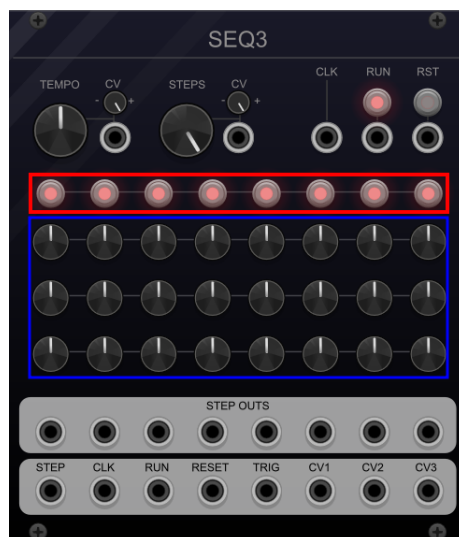 SEQ3
CLK RUN RST
TEMPO CV STEPS CV
- + - +
STEP OUTS
STEP CLK RUN RESET TRIG CV1 CV2 CV3